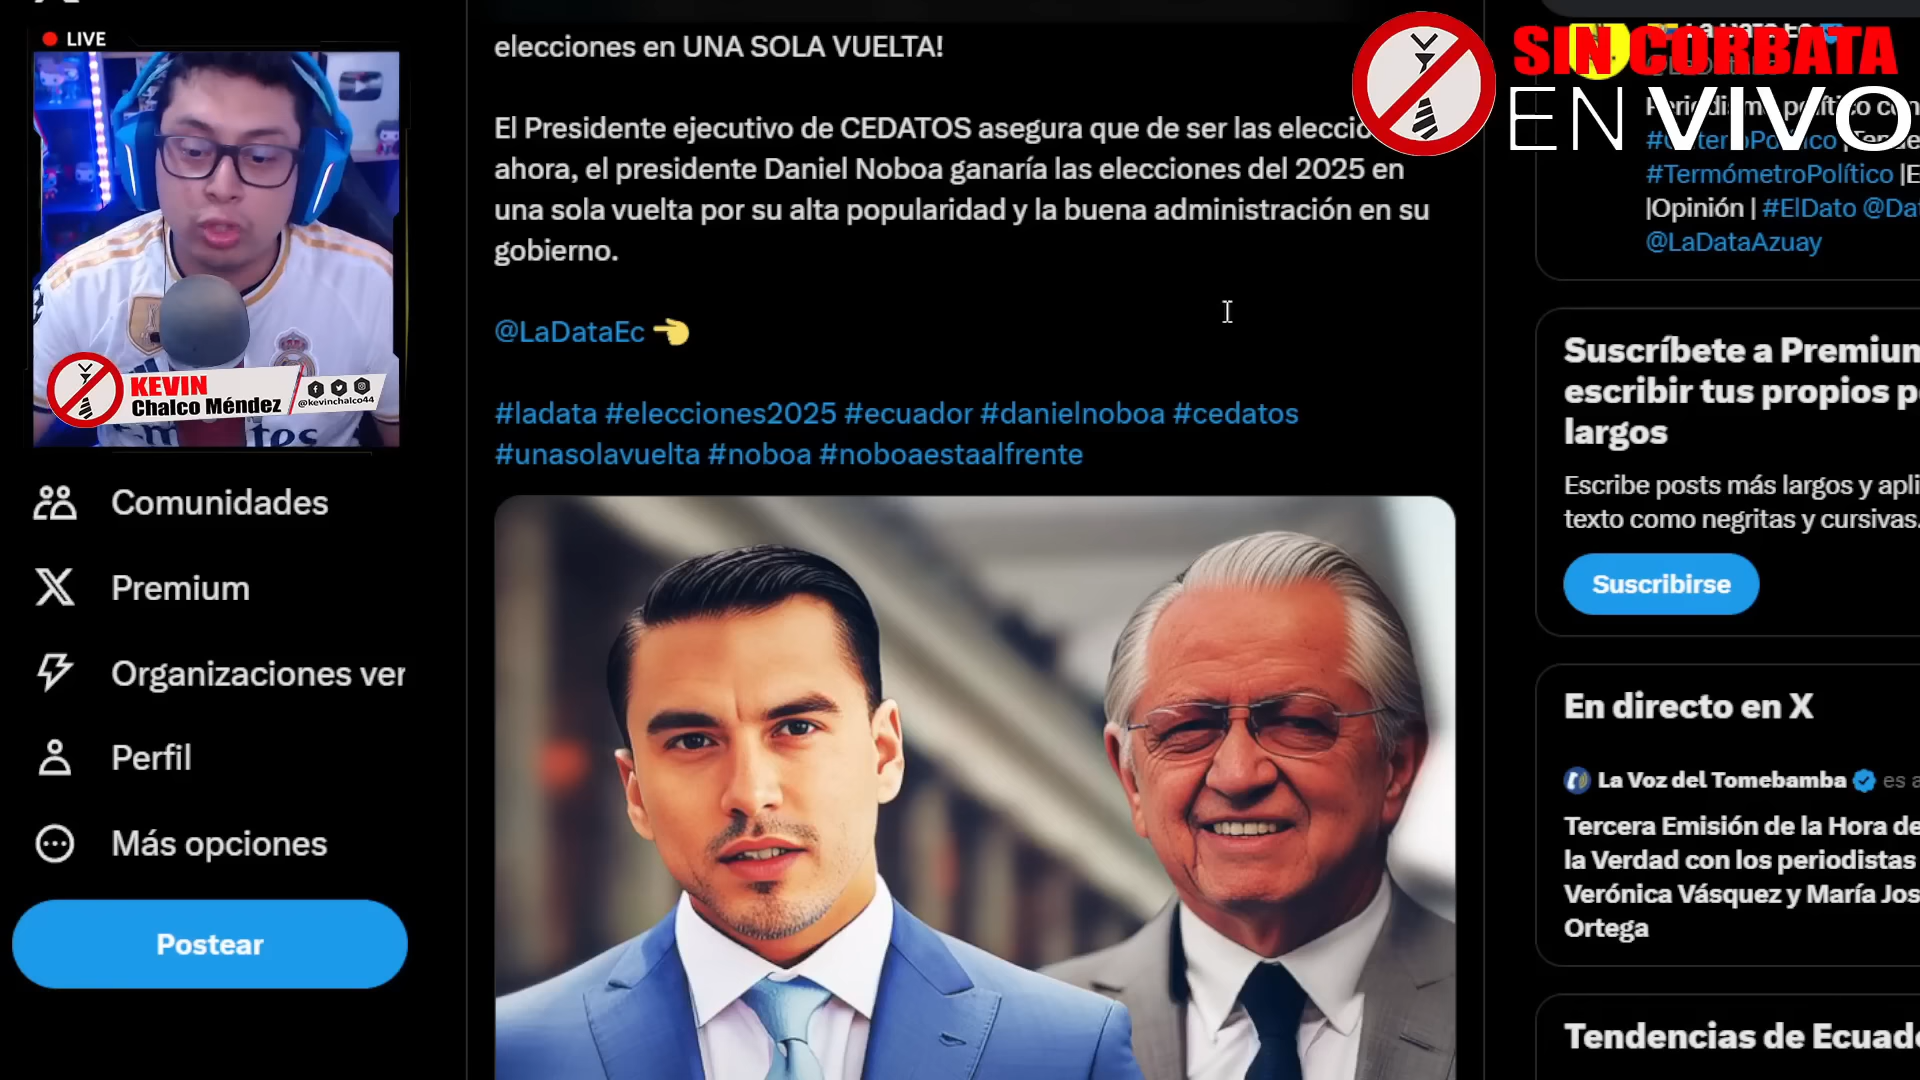 LIVE
KEVIN
Chalco Méndez
@kevinchalco44
Comunidades
Premium
Organizaciones ver
Perfil
Más opciones
Postear
elecciones en UNA SOLA VUELTA!
El Presidente ejecutivo de CEDATOS asegura que de ser las eleccio
ahora, el presidente Daniel Noboa ganaría las elecciones del 2025 en
una sola vuelta por su alta popularidad y la buena administración en su
gobierno.
@LaDataEc 👈
#ladata #elecciones2025 #ecuador #danielnoboa #cedatos
#unasolavuelta #noboa #noboaestaalfrente
SIN CORBATA
EN VIVO
#TermómetroPolítico |E
|Opinión | #ElDato @Dat
@LaDataAzuay
Suscríbete a Premium
escribir tus propios p
largos
Escribe posts más largos y apli
texto como negritas y cursivas.
Suscribirse
En directo en X
La Voz del Tomebamba es a
Tercera Emisión de la Hora de
la Verdad con los periodistas
Verónica Vásquez y María Jos
Ortega
Tendencias de Ecuado